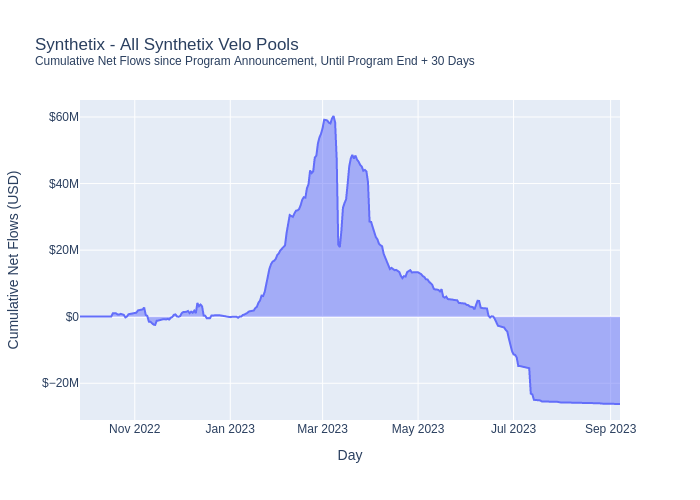 Synthetix - All Synthetix Velo Pools
Cumulative Net Flows since Program Announcement, Until Program End + 30 Days
Cumulative Net Flows (USD)
$60M
$40M
$20M
$0
$−20M
Nov 2022 Jan 2023 Mar 2023 May 2023 Jul 2023 Sep 2023
Day